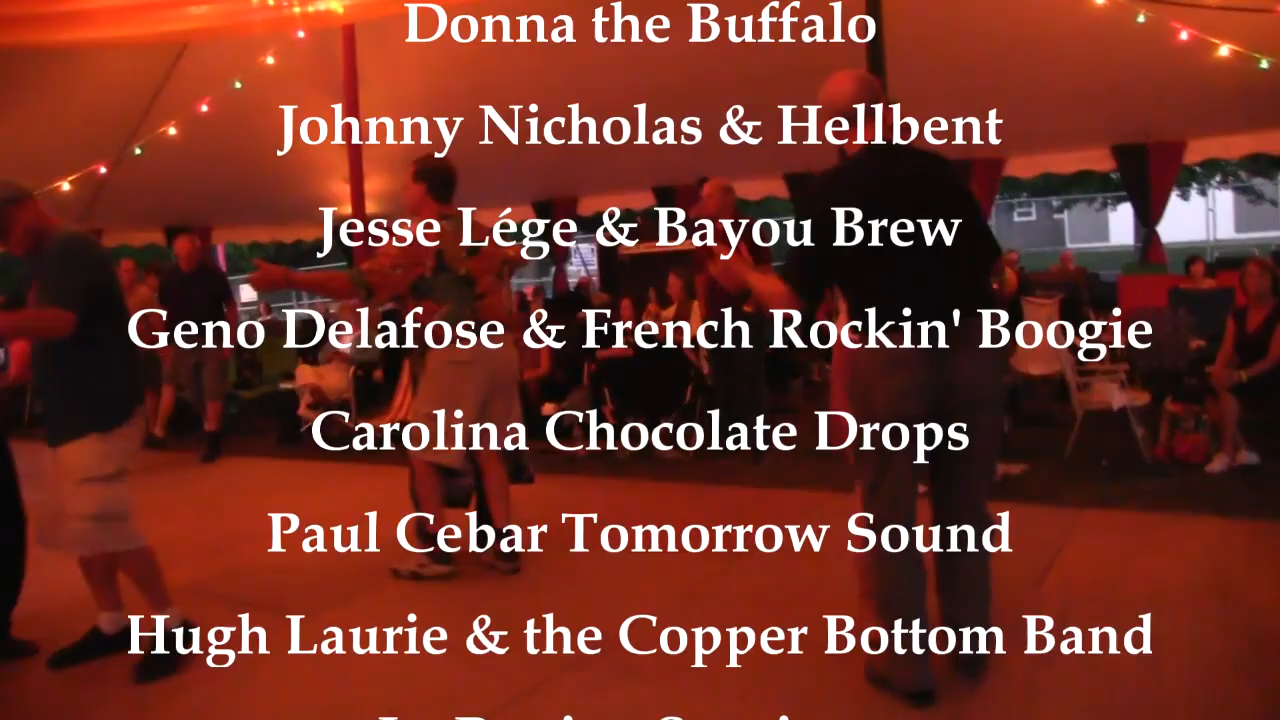 Donna the Buffalo
Johnny Nicholas & Hellbent
Jesse Lége & Bayou Brew
Geno Delafose & French Rockin' Boogie
Carolina Chocolate Drops
Paul Cebar Tomorrow Sound
Hugh Laurie & the Copper Bottom Band